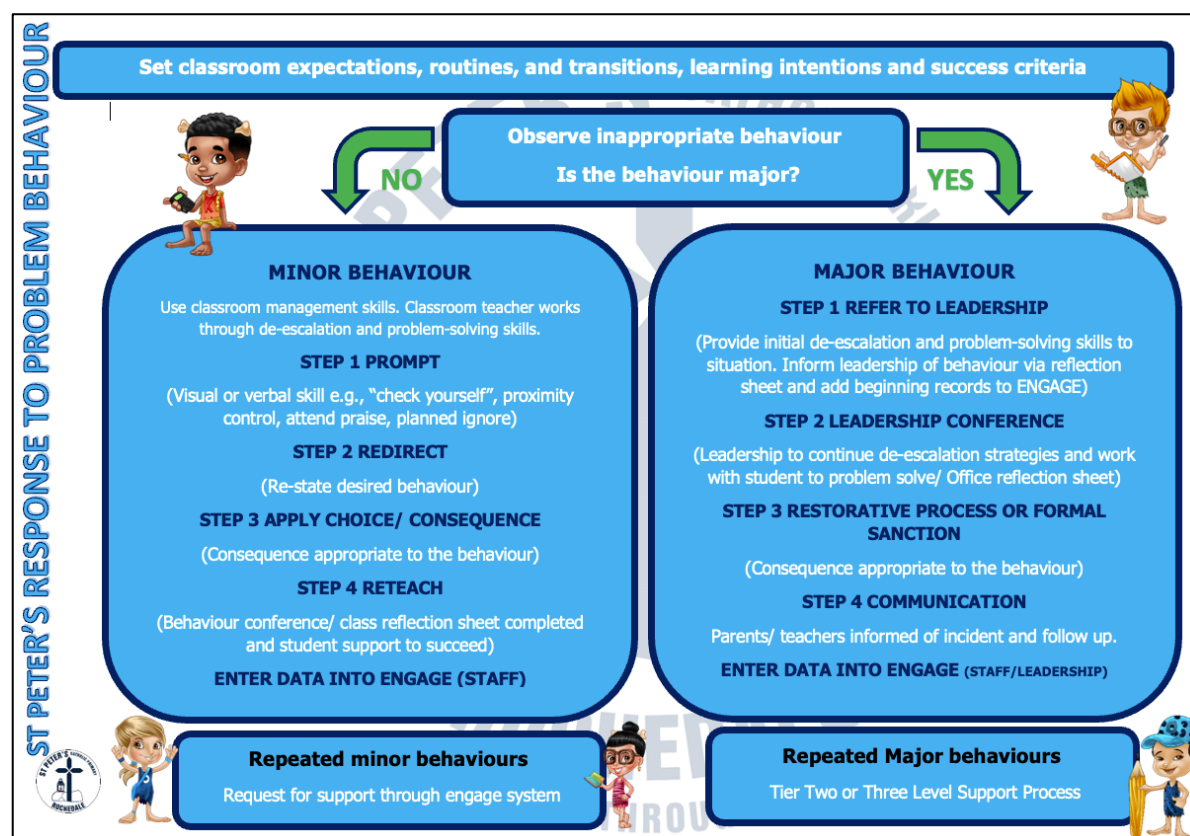 ST PETER'S RESPONSE TO PROBLEM BEHAVIOUR
Set classroom expectations, routines, and transitions, learning intentions and success criteria
Observe inappropriate behaviour
Is the behaviour major?
NO
YES
MINOR BEHAVIOUR
Use classroom management skills. Classroom teacher works
through de-escalation and problem-solving skills.
STEP 1 PROMPT
(Visual or verbal skill e.g., “check yourself”, proximity
control, attend praise, planned ignore)
STEP 2 REDIRECT
(Re-state desired behaviour)
STEP 3 APPLY CHOICE/ CONSEQUENCE
(Consequence appropriate to the behaviour)
STEP 4 RETEACH
(Behaviour conference/ class reflection sheet completed
and student support to succeed)
ENTER DATA INTO ENGAGE (STAFF)
MAJOR BEHAVIOUR
STEP 1 REFER TO LEADERSHIP
(Provide initial de-escalation and problem-solving skills to
situation. Inform leadership of behaviour via reflection
sheet and add beginning records to ENGAGE)
STEP 2 LEADERSHIP CONFERENCE
(Leadership to continue de-escalation strategies and work
with student to problem solve/ Office reflection sheet)
STEP 3 RESTORATIVE PROCESS OR FORMAL
SANCTION
(Consequence appropriate to the behaviour)
STEP 4 COMMUNICATION
Parents/ teachers informed of incident and follow up.
ENTER DATA INTO ENGAGE (STAFF/LEADERSHIP)
Repeated minor behaviours
Request for support through engage system
Repeated Major behaviours
Tier Two or Three Level Support Process
ST PETER'S CATHOLIC PRIMARY
ROCHEDALE